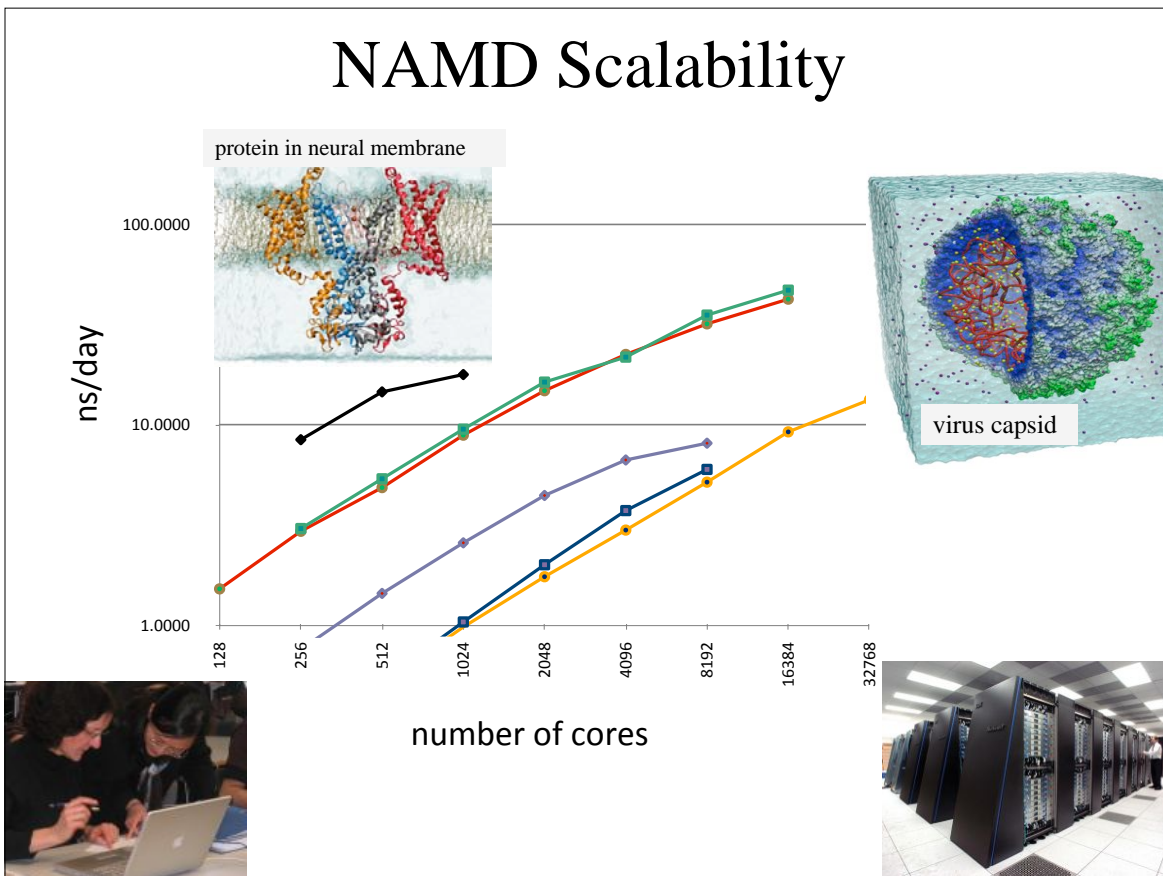 NAMD Scalability
protein in neural membrane
100.0000
10.0000
1.0000
ns/day
128
256
512
1024
2048
4096
8192
16384
32768
number of cores
virus capsid